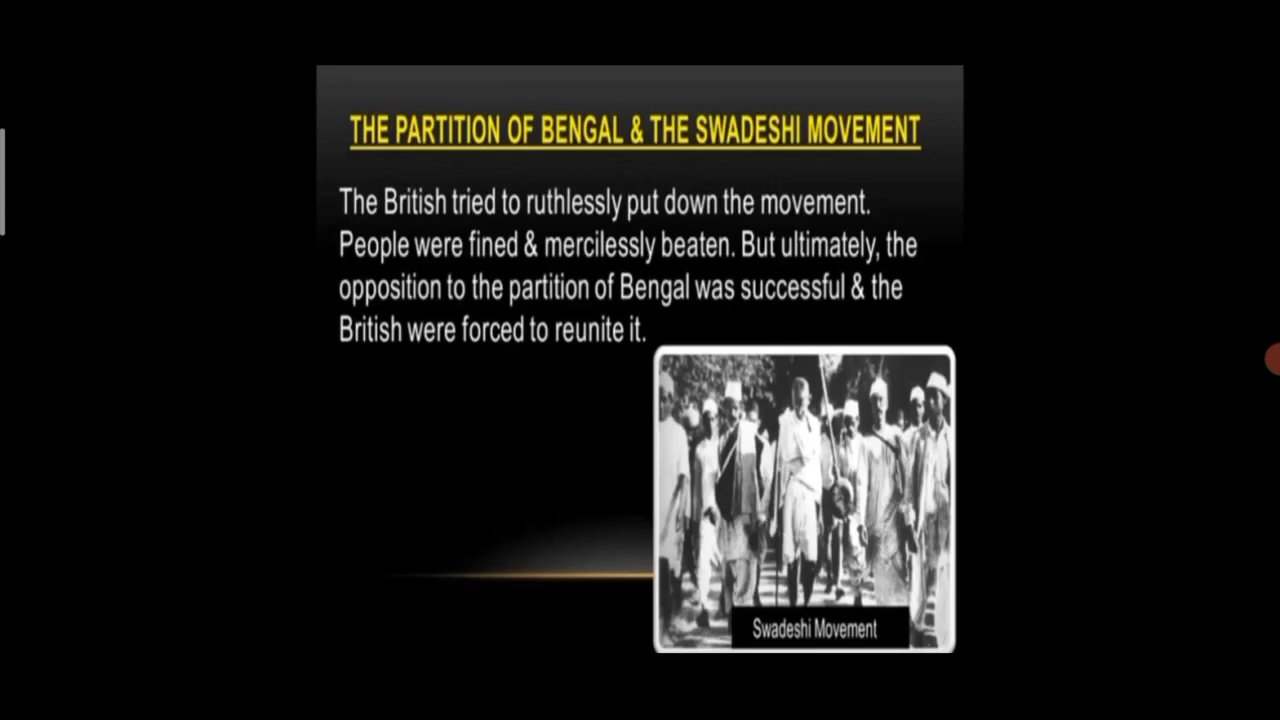 THE PARTITION OF BENGAL & THE SWADESHI MOVEMENT
The British tried to ruthlessly put down the movement.
People were fined & mercilessly beaten. But ultimately, the
opposition to the partition of Bengal was successful & the
British were forced to reunite it.
Swadeshi Movement